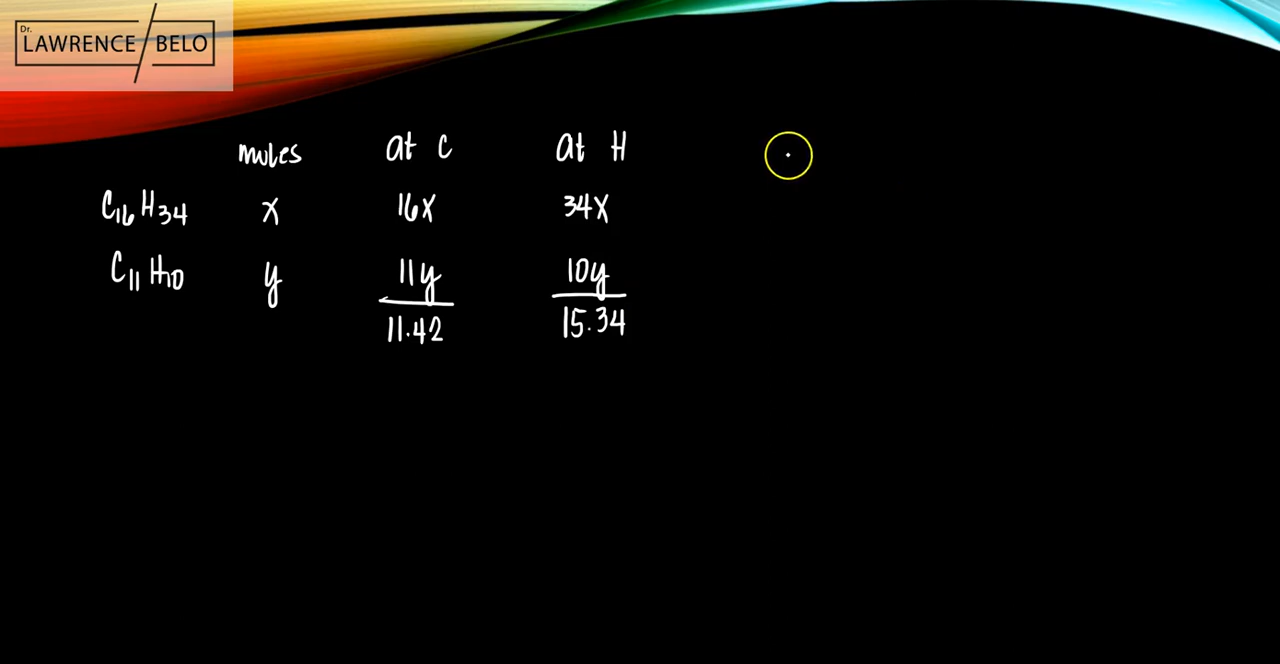 Dr.
LAWRENCE / BELO
moles at C at H
C16H34 x 16x 34x
C11H10 y 11y 10y
11.42 15.34